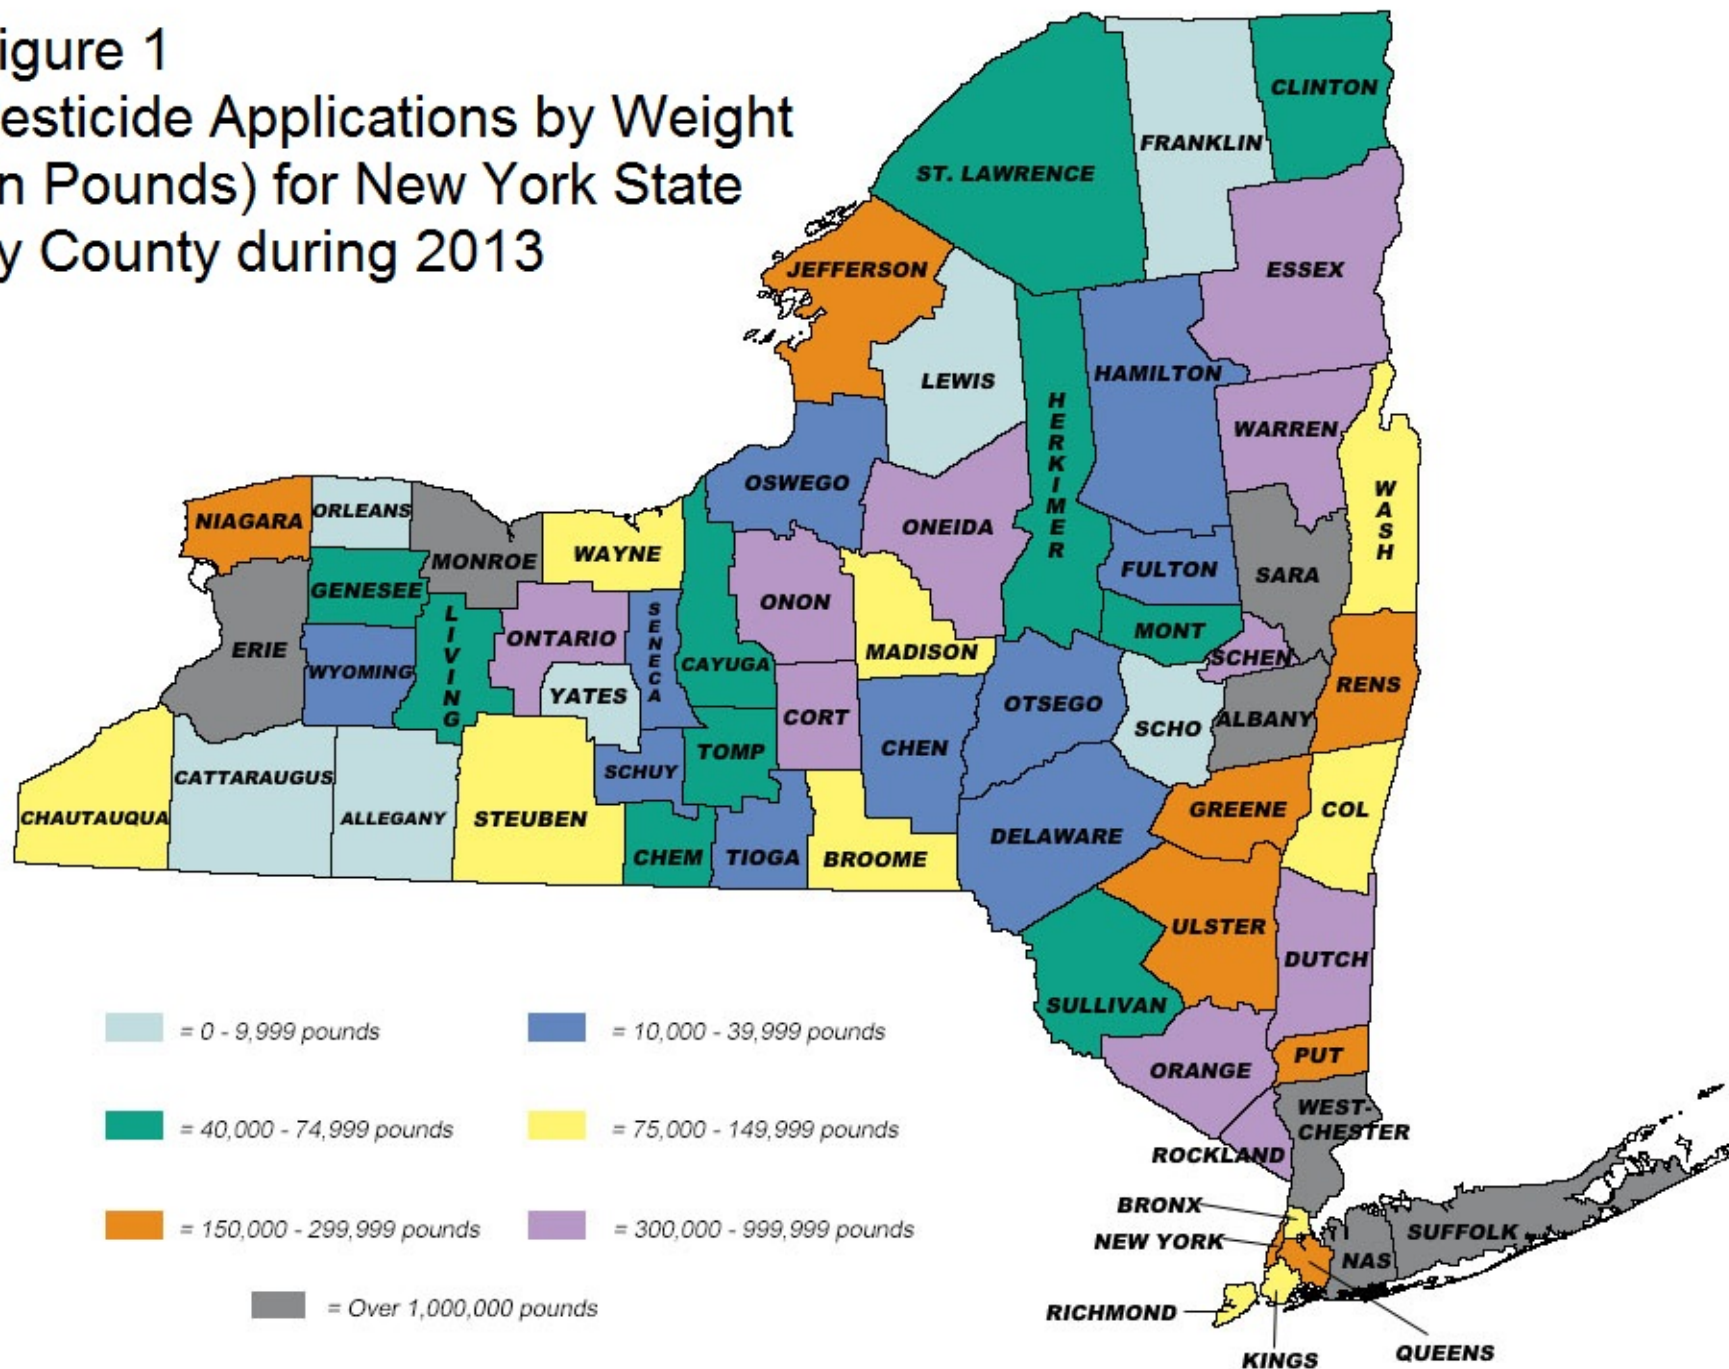 igure 1
esticide Applications by Weight
n Pounds) for New York State
y County during 2013
CLINTON
FRANKLIN
ST. LAWRENCE
ESSEX
JEFFERSON
LEWIS
HAMILTON
HERKIMER
WARREN
OSWEGO
WASH
ONEIDA
NIAGARA
ORLEANS
MONROE
WAYNE
FULTON
SARA
GENESEE
LIVING
ONTARIO
SENECA
ONON
MONT
ERIE
WYOMING
YATES
CAYUGA
MADISON
SCHEN
RENS
OTSEGO
CORT
SCHO
ALBANY
CHEN
TOMP
SCHUY
CATTARAUGUS
CHAUTAUQUA
ALLEGANY
STEUBEN
GREENE
COL
DELAWARE
CHEM
TIOGA
BROOME
ULSTER
DUTCH
SULLIVAN
= 0 - 9,999 pounds
= 10,000 - 39,999 pounds
PUT
ORANGE
= 40,000 - 74,999 pounds
= 75,000 - 149,999 pounds
WEST-
CHESTER
ROCKLAND
BRONX
= 150,000 - 299,999 pounds
= 300,000 - 999,999 pounds
NEW YORK
SUFFOLK
NAS
= Over 1,000,000 pounds
RICHMOND
QUEENS
KINGS